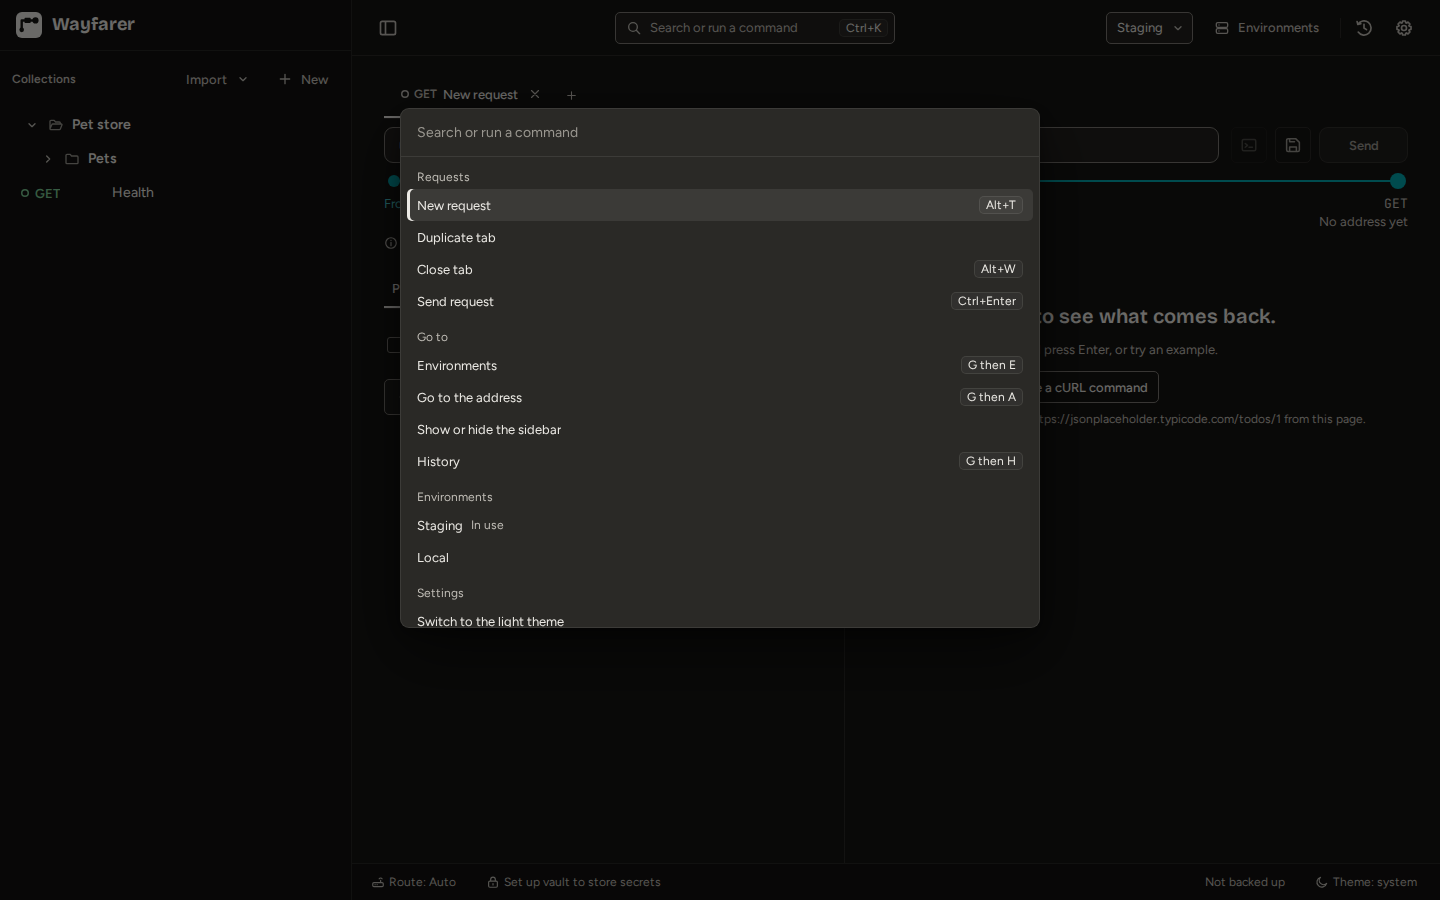 Wayfarer
Search or run a command
Ctrl+K
Staging
Environments
Collections
Import
New
GET New request
Pet store
Pets
GET Health
Search or run a command
Requests
New request
Alt+T
Duplicate tab
Close tab
Alt+W
Send request
Ctrl+Enter
Go to
Environments
G then E
Go to the address
G then A
Show or hide the sidebar
History
G then H
Environments
Staging In use
Local
Settings
Switch to the light theme
Send
GET
No address yet
to see what comes back.
press Enter, or try an example.
a cURL command
https://jsonplaceholder.typicode.com/todos/1 from this page.
Route: Auto
Set up vault to store secrets
Not backed up
Theme: system